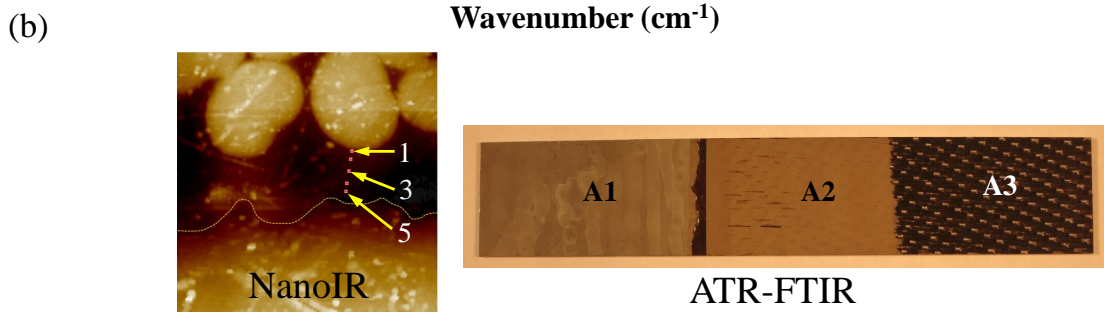 Wavenumber (cm⁻¹)
(b)
1
3
5
NanoIR
A1
A2
A3
ATR-FTIR